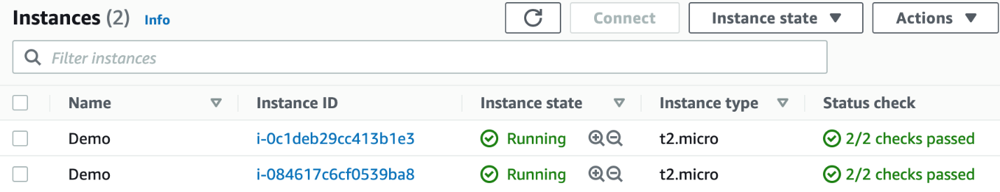 Instances (2) Info Connect Instance state Actions
Filter instances
Name Instance ID Instance state Instance type Status check
Demo i-0c1deb29cc413b1e3 Running t2.micro 2/2 checks passed
Demo i-084617c6cf0539ba8 Running t2.micro 2/2 checks passed